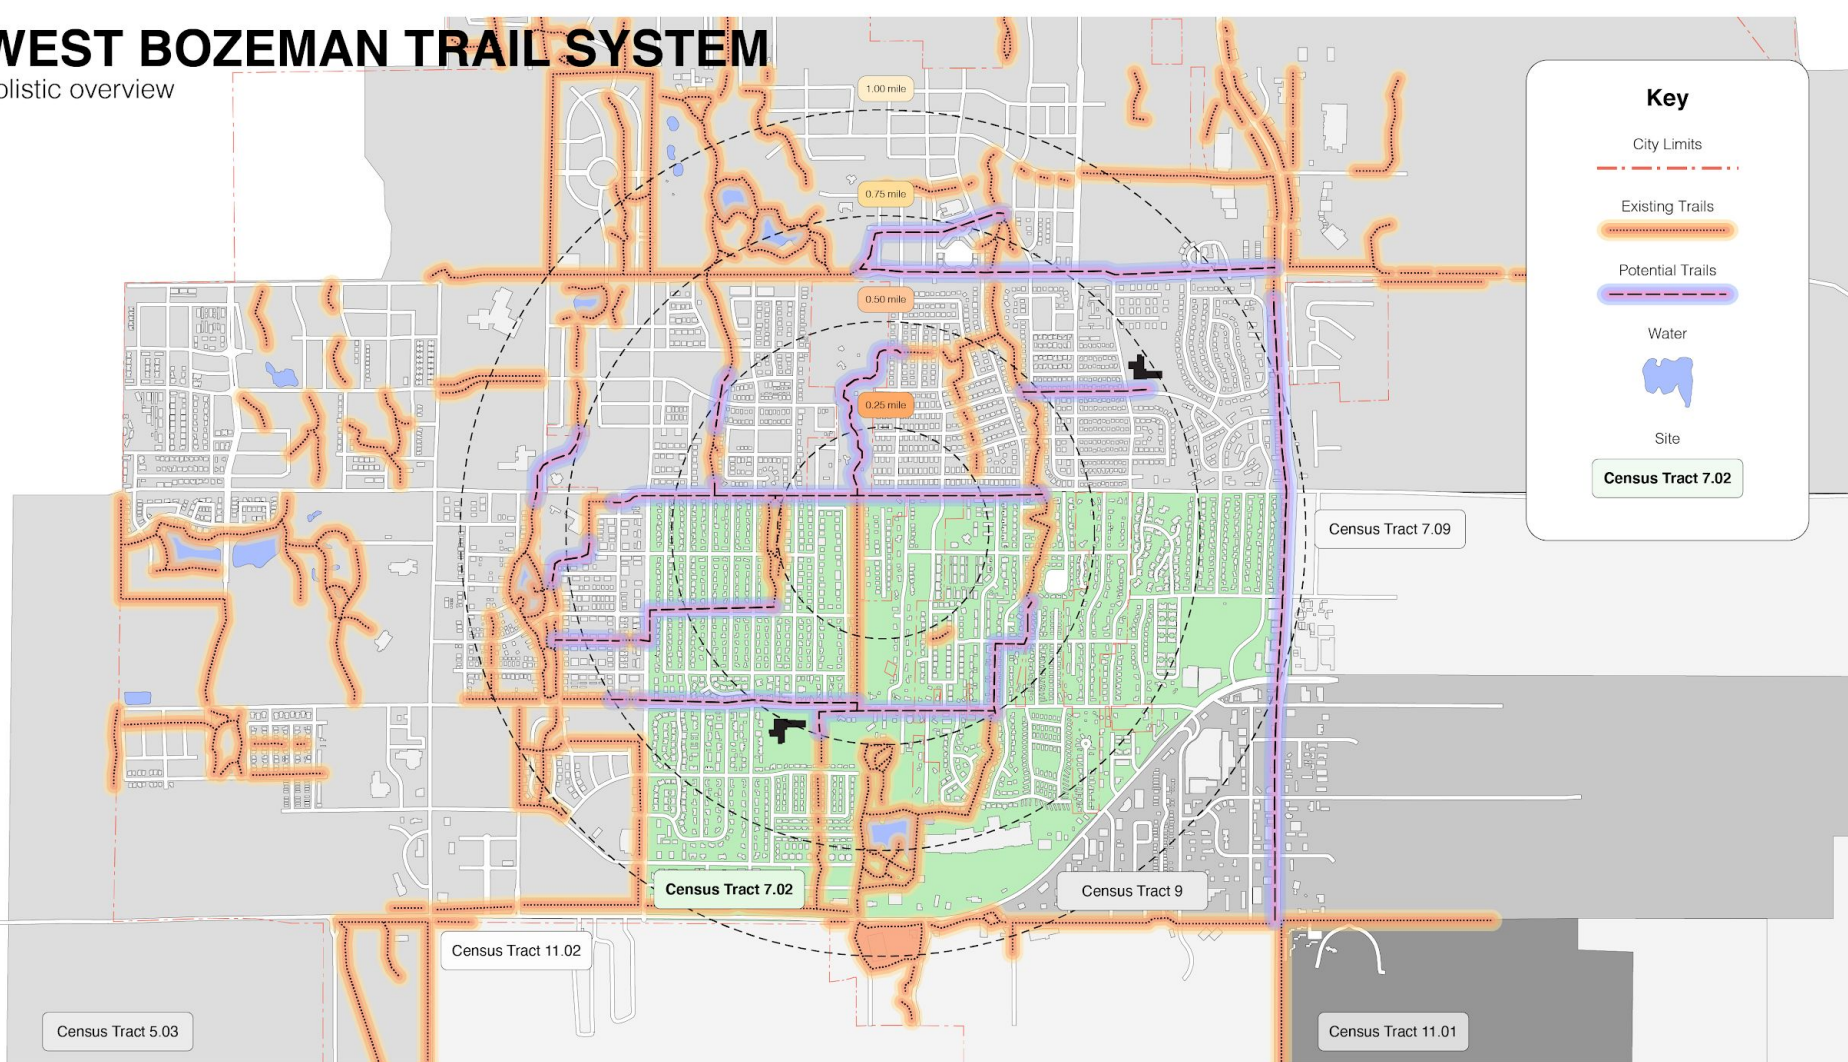 WEST BOZEMAN TRAIL SYSTEM
olistic overview
1.00 mile
0.75 mile
0.50 mile
0.25 mile
Key
City Limits
Existing Trails
Potential Trails
Water
Site
Census Tract 7.02
Census Tract 7.09
Census Tract 7.02
Census Tract 9
Census Tract 11.02
Census Tract 5.03
Census Tract 11.01